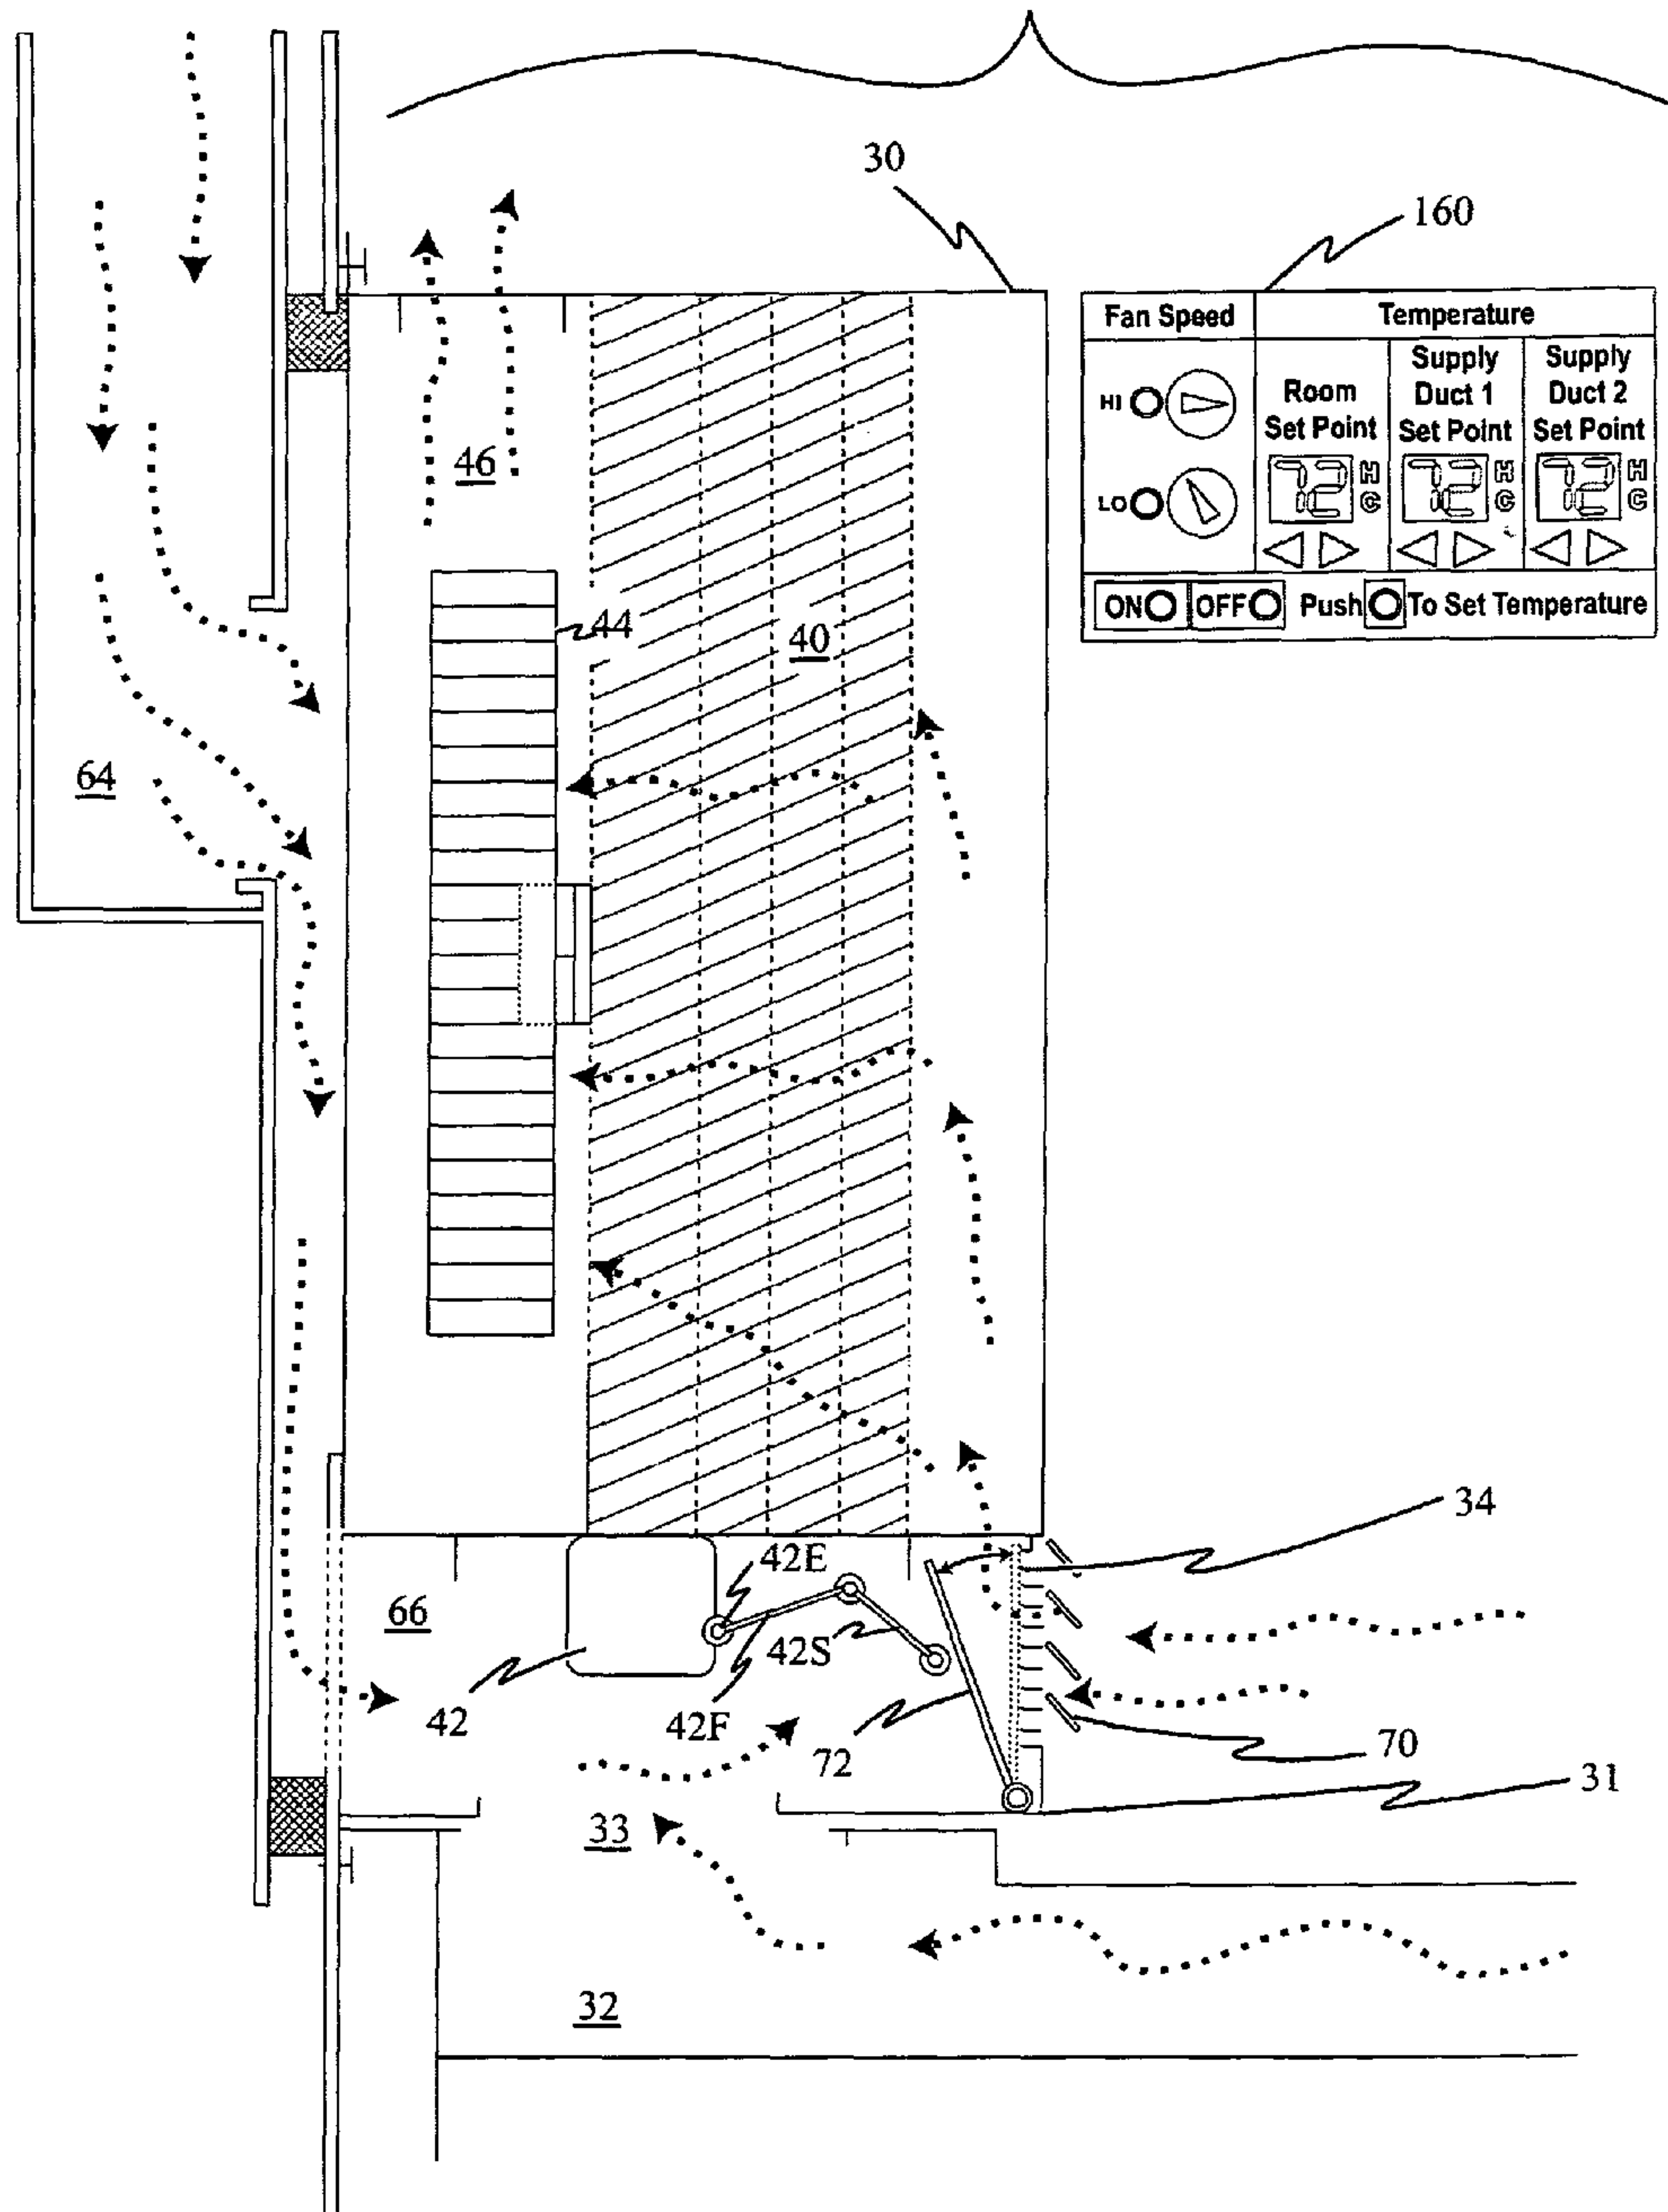 30
160
Fan Speed
Temperature
HI
LO
Room
Set Point
72
H
C
Supply
Duct 1
Set Point
72
H
C
Supply
Duct 2
Set Point
72
H
C
ON
OFF
Push
To Set Temperature
46
44
40
64
34
42E
66
42S
42
42F
72
70
31
33
32